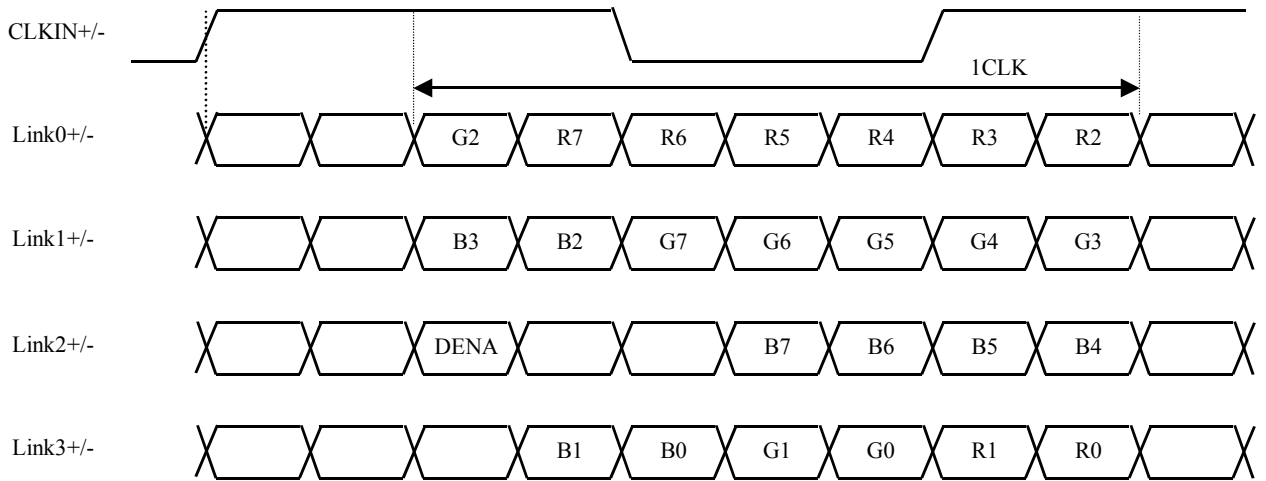 CLKIN+/-
1CLK
Link0+/- G2 R7 R6 R5 R4 R3 R2
Link1+/- B3 B2 G7 G6 G5 G4 G3
Link2+/- DENA B7 B6 B5 B4
Link3+/- B1 B0 G1 G0 R1 R0